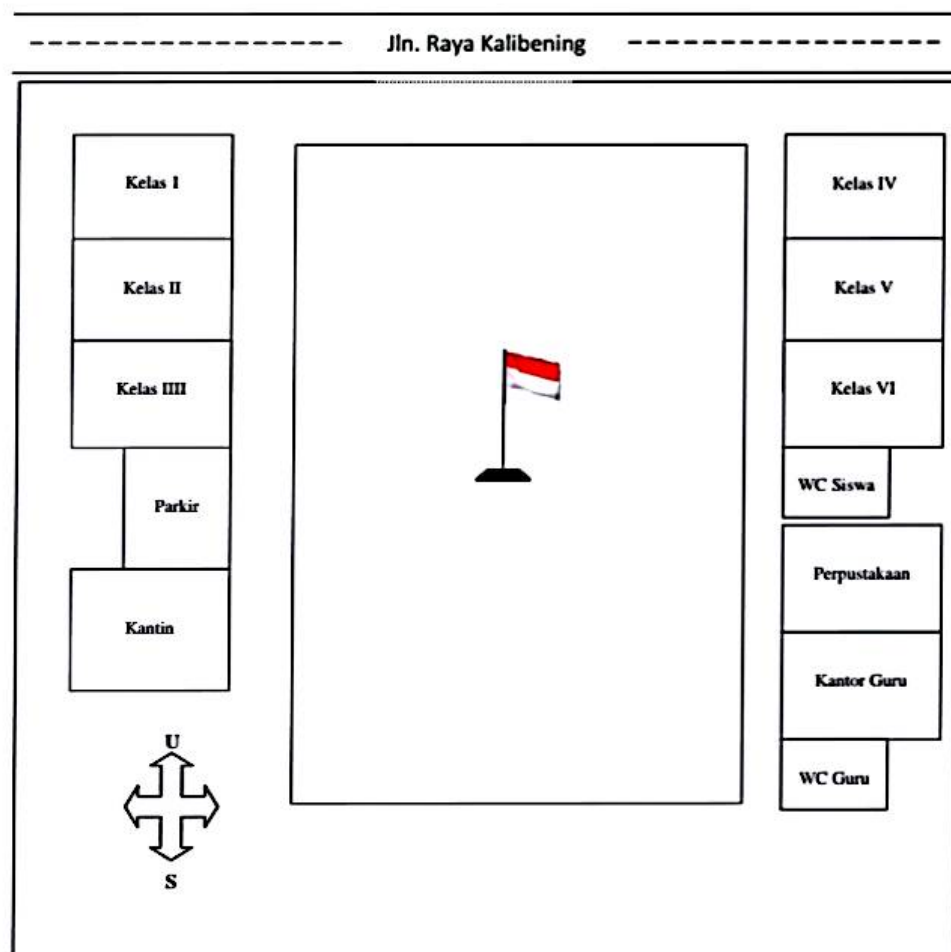 Jln. Raya Kalibening
Kelas I
Kelas IV
Kelas II
Kelas V
Kelas IIII
Kelas VI
WC Siswa
Parkir
Perpustakaan
Kantin
Kantor Guru
U
WC Guru
S